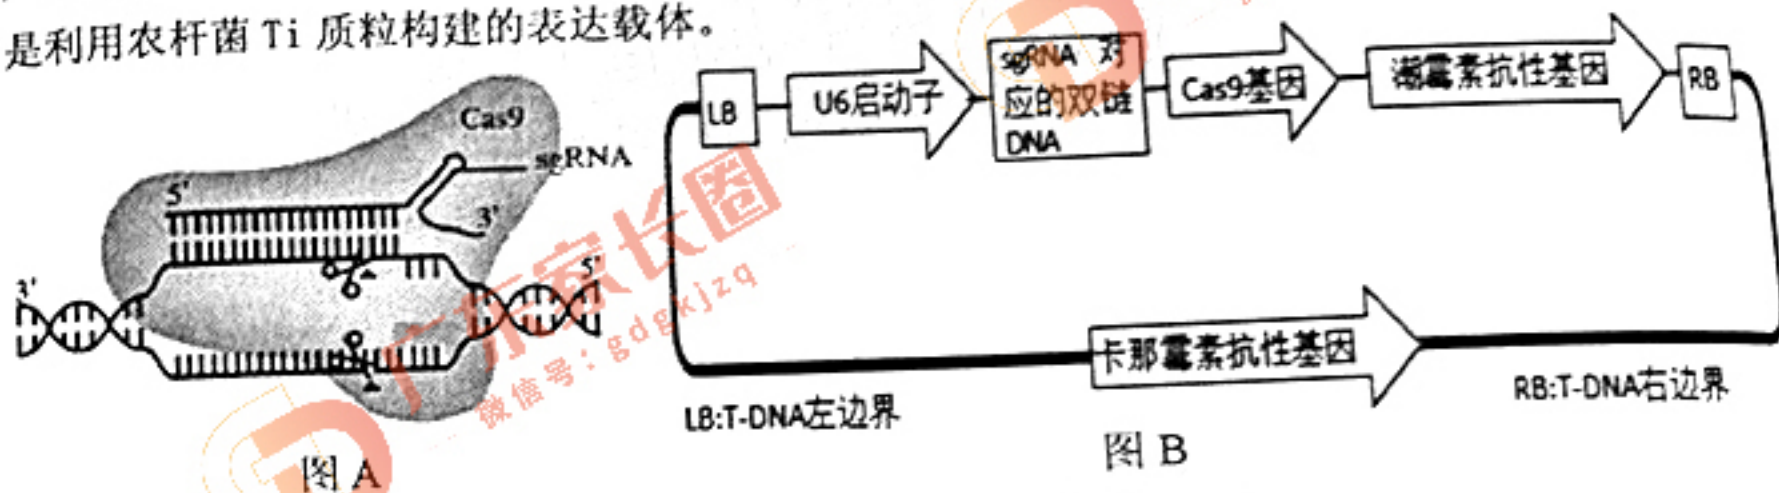 是利用农杆菌 Ti 质粒构建的表达载体。
Cas9
sgRNA
5'
3'
3'
5'
图 A
LB
U6启动子
sgRNA 对
应的双链
DNA
Cas9基因
潮霉素抗性基因
RB
卡那霉素抗性基因
LB:T-DNA左边界
RB:T-DNA右边界
图 B
广东家长圈
微信号:gdgkjzq